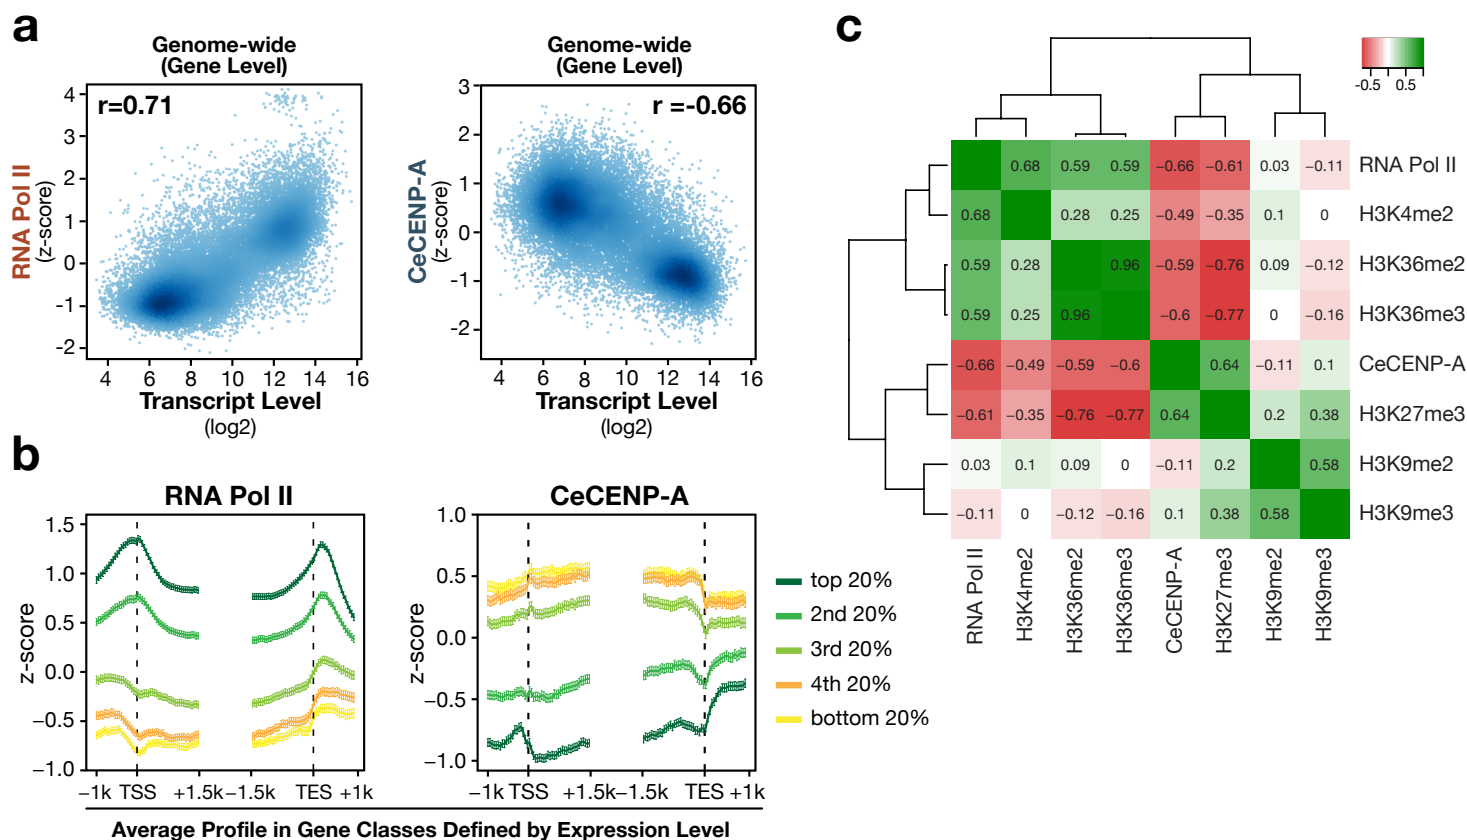 a
Genome-wide
(Gene Level)
r=0.71
RNA Pol II
(z-score)
4
3
2
1
0
-1
-2
4 6 8 10 12 14 16
Transcript Level
(log2)
Genome-wide
(Gene Level)
r =-0.66
CeCENP-A
(z-score)
3
2
1
0
-1
-2
4 6 8 10 12 14 16
Transcript Level
(log2)
b
RNA Pol II
z-score
1.5
1.0
0.5
0.0
−0.5
−1.0
−1k TSS +1.5k −1.5k TES +1k
CeCENP-A
z-score
1.0
0.5
0.0
−0.5
−1.0
−1k TSS +1.5k −1.5k TES +1k
top 20%
2nd 20%
3rd 20%
4th 20%
bottom 20%
Average Profile in Gene Classes Defined by Expression Level
c
-0.5 0.5
0.68 0.59 0.59 −0.66 −0.61 0.03 −0.11 RNA Pol II
0.68 0.28 0.25 −0.49 −0.35 0.1 0 H3K4me2
0.59 0.28 0.96 −0.59 −0.76 0.09 −0.12 H3K36me2
0.59 0.25 0.96 −0.6 −0.77 0 −0.16 H3K36me3
−0.66 −0.49 −0.59 −0.6 0.64 −0.11 0.1 CeCENP-A
−0.61 −0.35 −0.76 −0.77 0.64 0.2 0.38 H3K27me3
0.03 0.1 0.09 0 −0.11 0.2 0.58 H3K9me2
−0.11 0 −0.12 −0.16 0.1 0.38 0.58 H3K9me3
RNA Pol II
H3K4me2
H3K36me2
H3K36me3
CeCENP-A
H3K27me3
H3K9me2
H3K9me3